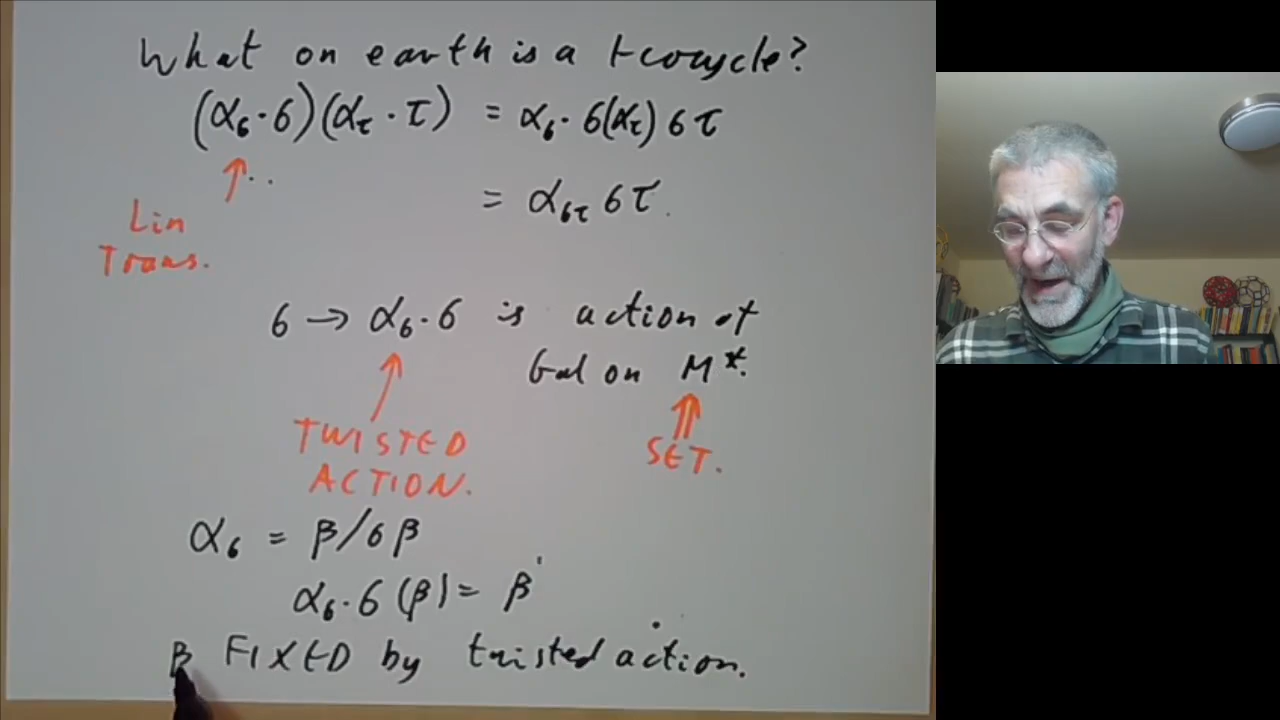 What on earth is a 1-cocycle?
(α_σ · σ)(α_τ · τ) = α_σ · σ(α_τ) σ τ
= α_στ σ τ.
↑..
Lin
Trans.
σ → α_σ · σ is action of
Gal on M*.
↑
⇑
TWISTED
SET.
ACTION.
α_σ = β/σβ
α_σ · σ(β) = β
β FIXED by twisted action.